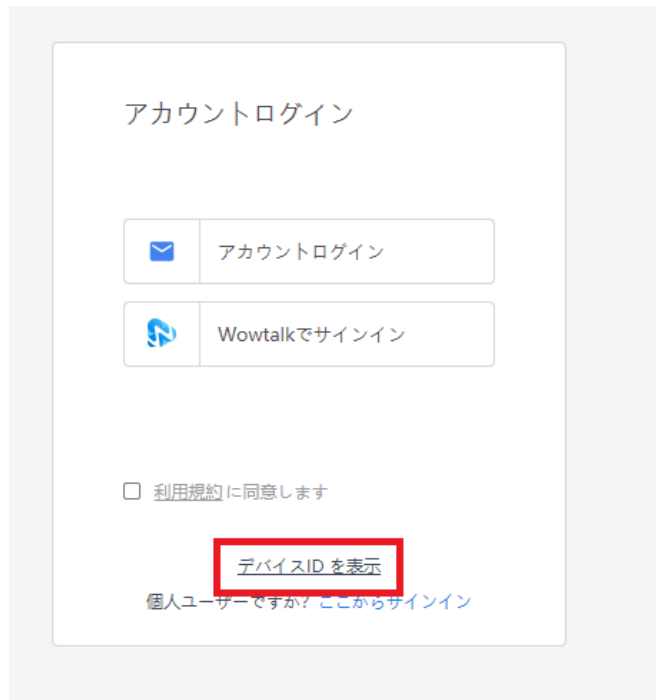 アカウントログイン
アカウントログイン
Wowtalkでサインイン
利用規約に同意します
デバイスID を表示
個人ユーザーですか? ここからサインイン